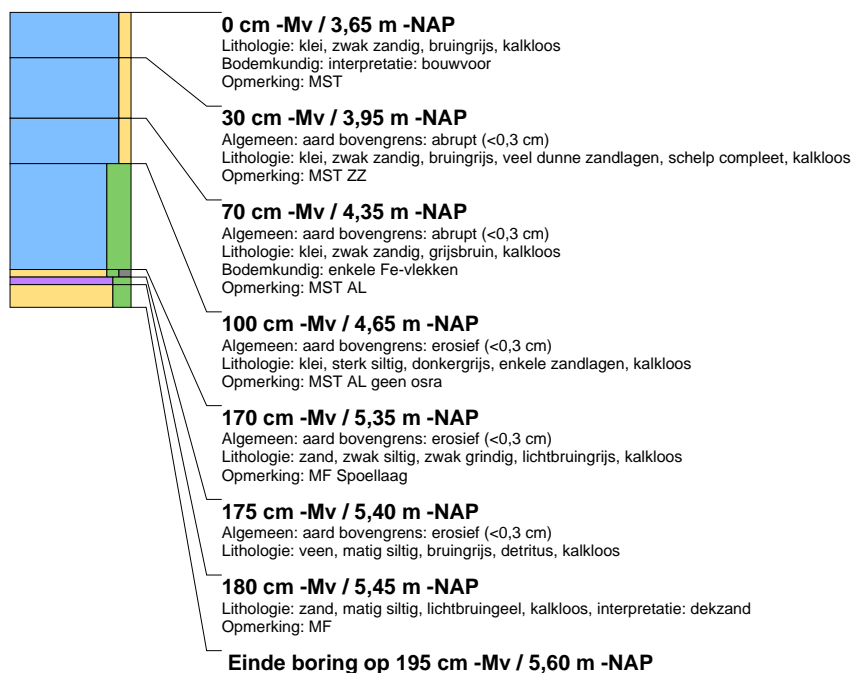 0 cm -Mv / 3,65 m -NAP
Lithologie: klei, zwak zandig, bruingrijs, kalkloos
Bodemkundig: interpretatie: bouwvoor
Opmerking: MST
30 cm -Mv / 3,95 m -NAP
Algemeen: aard bovengrens: abrupt (<0,3 cm)
Lithologie: klei, zwak zandig, bruingrijs, veel dunne zandlagen, schelp compleet, kalkloos
Opmerking: MST ZZ
70 cm -Mv / 4,35 m -NAP
Algemeen: aard bovengrens: abrupt (<0,3 cm)
Lithologie: klei, zwak zandig, grijsbruin, kalkloos
Bodemkundig: enkele Fe-vlekken
Opmerking: MST AL
100 cm -Mv / 4,65 m -NAP
Algemeen: aard bovengrens: erosief (<0,3 cm)
Lithologie: klei, sterk siltig, donkergrijs, enkele zandlagen, kalkloos
Opmerking: MST AL geen osra
170 cm -Mv / 5,35 m -NAP
Algemeen: aard bovengrens: erosief (<0,3 cm)
Lithologie: zand, zwak siltig, zwak grindig, lichtbruingrijs, kalkloos
Opmerking: MF Spoellaag
175 cm -Mv / 5,40 m -NAP
Algemeen: aard bovengrens: erosief (<0,3 cm)
Lithologie: veen, matig siltig, bruingrijs, detritus, kalkloos
180 cm -Mv / 5,45 m -NAP
Lithologie: zand, matig siltig, lichtbruingeel, kalkloos, interpretatie: dekzand
Opmerking: MF
Einde boring op 195 cm -Mv / 5,60 m -NAP